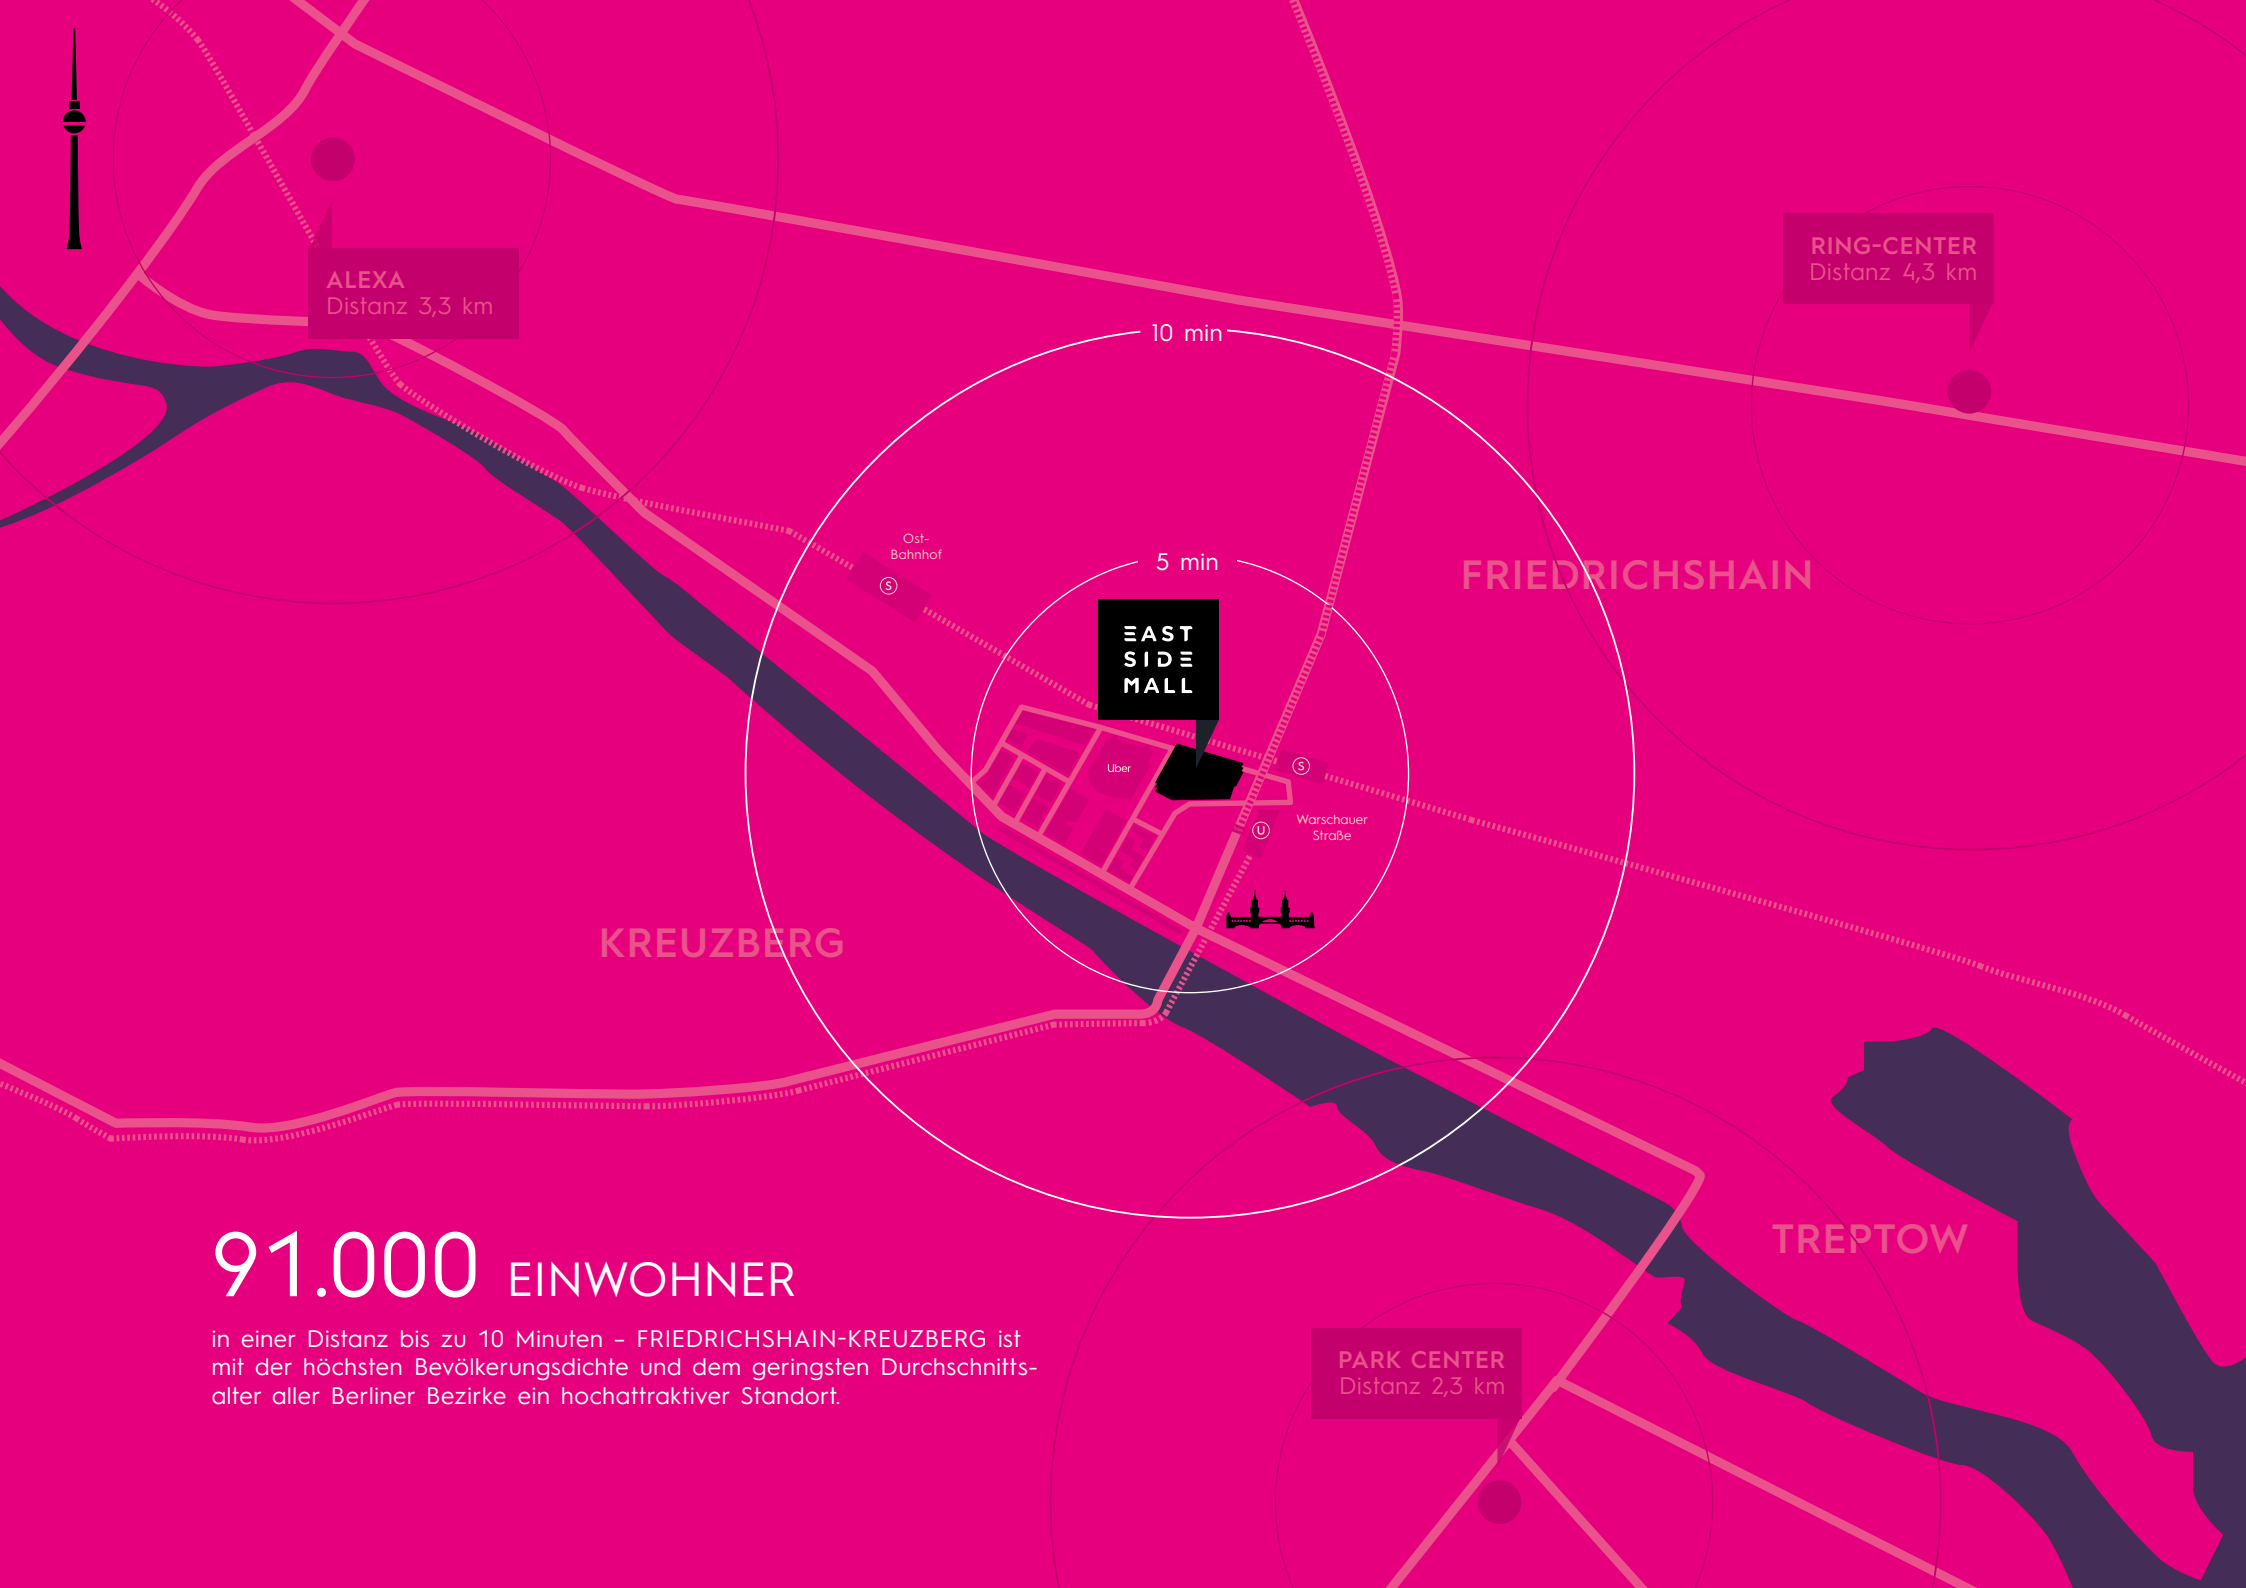 ALEXA
Distanz 3,3 km
RING-CENTER
Distanz 4,3 km
10 min
Ost-
Bahnhof
S
5 min
FRIEDRICHSHAIN
EAST
SIDE
MALL
Uber
S
Warschauer
Straße
U
KREUZBERG
TREPTOW
91.000 EINWOHNER
in einer Distanz bis zu 10 Minuten – FRIEDRICHSHAIN-KREUZBERG ist
mit der höchsten Bevölkerungsdichte und dem geringsten Durchschnitts-
alter aller Berliner Bezirke ein hochattraktiver Standort.
PARK CENTER
Distanz 2,3 km